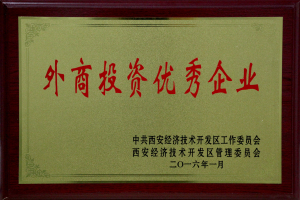 外商投资优秀企业
中共西安经济技术开发区工作委员会
西安经济技术开发区管理委员会
二〇一六年一月